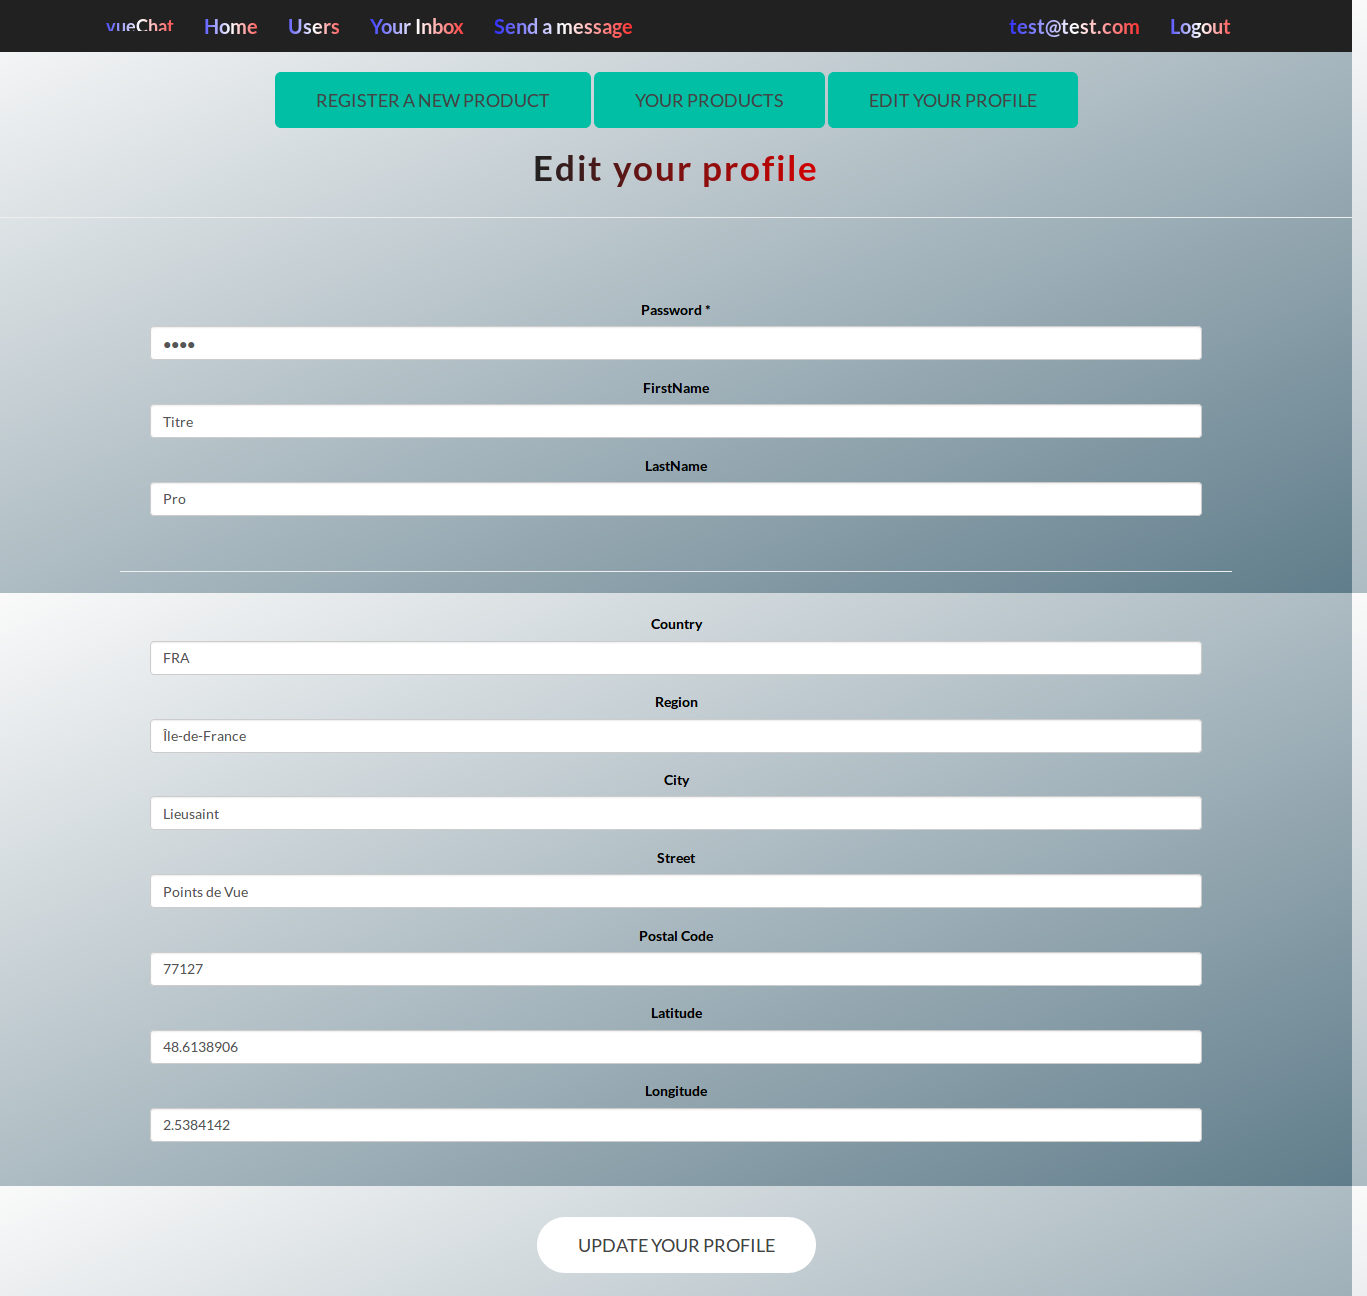 vueChat Home Users Your Inbox Send a message test@test.com Logout
REGISTER A NEW PRODUCT YOUR PRODUCTS EDIT YOUR PROFILE
Edit your profile
Password *
••••
FirstName
Titre
LastName
Pro
Country
FRA
Region
Île-de-France
City
Lieusaint
Street
Points de Vue
Postal Code
77127
Latitude
48.6138906
Longitude
2.5384142
UPDATE YOUR PROFILE